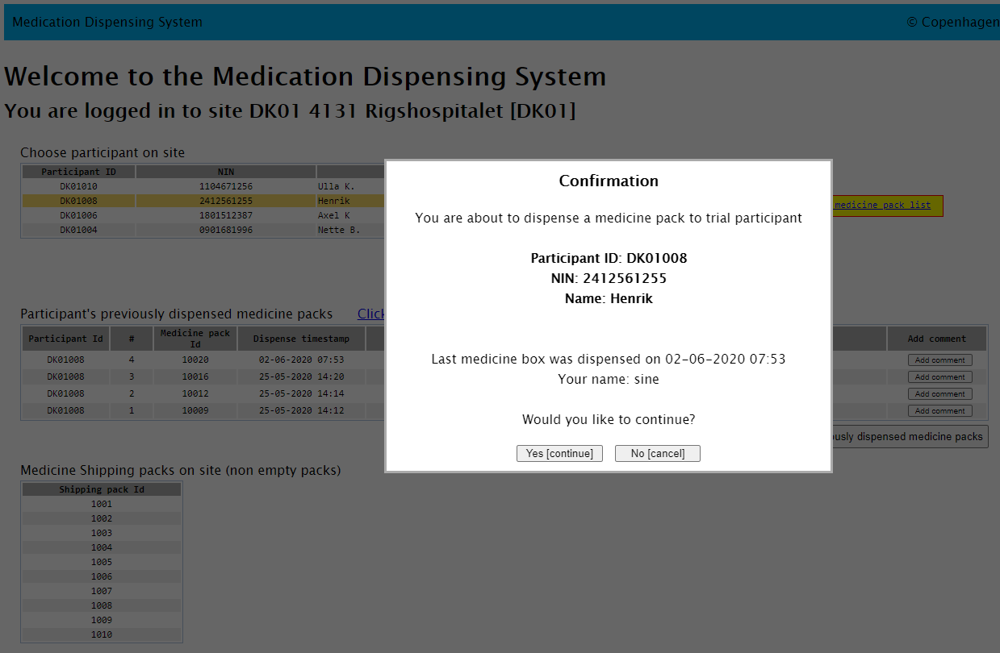 Medication Dispensing System
© Copenhagen
Welcome to the Medication Dispensing System
You are logged in to site DK01 4131 Rigshospitalet [DK01]
Choose participant on site
Participant ID NIN
DK01010 1104671256 Ulla K.
DK01008 2412561255 Henrik
DK01006 1801512387 Axel K
DK01004 0901681996 Nette B.
medicine pack list
Confirmation
You are about to dispense a medicine pack to trial participant
Participant ID: DK01008
NIN: 2412561255
Name: Henrik
Last medicine box was dispensed on 02-06-2020 07:53
Your name: sine
Would you like to continue?
Yes [continue] No [cancel]
Participant's previously dispensed medicine packs Click
Participant Id # Medicine pack Id Dispense timestamp Add comment
DK01008 4 10020 02-06-2020 07:53 Add comment
DK01008 3 10016 25-05-2020 14:20 Add comment
DK01008 2 10012 25-05-2020 14:14 Add comment
DK01008 1 10009 25-05-2020 14:12 Add comment
dispensed medicine packs
Medicine Shipping packs on site (non empty packs)
Shipping pack Id
1001
1002
1003
1004
1005
1006
1007
1008
1009
1010